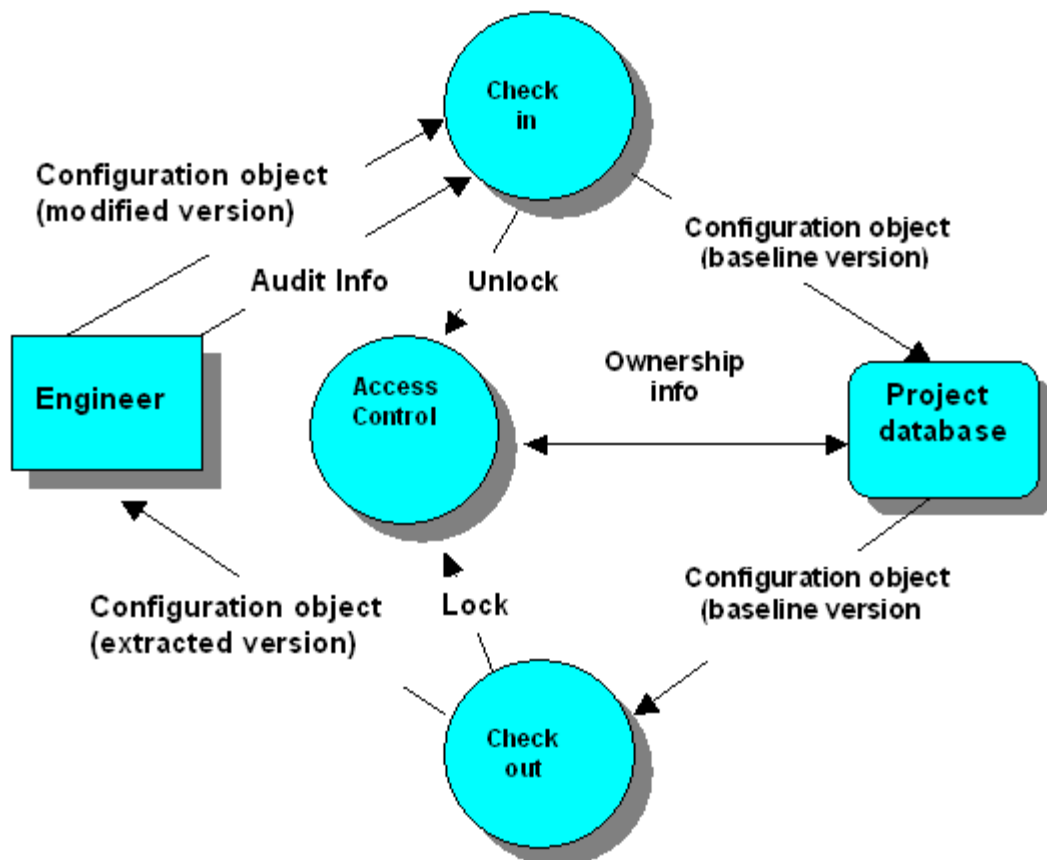 Check
in
Configuration object
(modified version)
Configuration object
(baseline version)
Audit Info
Unlock
Ownership
info
Engineer
Access
Control
Project
database
Configuration object
(baseline version
Configuration object
(extracted version)
Lock
Check
out